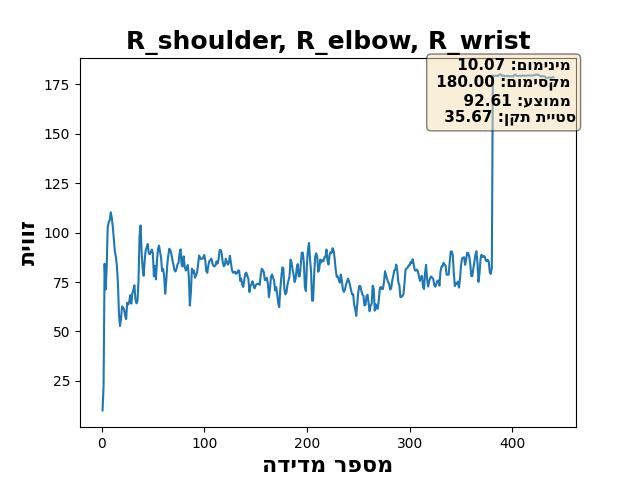 R_shoulder, R_elbow, R_wrist
מינימום: 10.07
מקסימום: 180.00
ממוצע: 92.61
סטיית תקן: 35.67
175
150
125
100
75
50
25
זווית
0 100 200 300 400
מספר מדידה